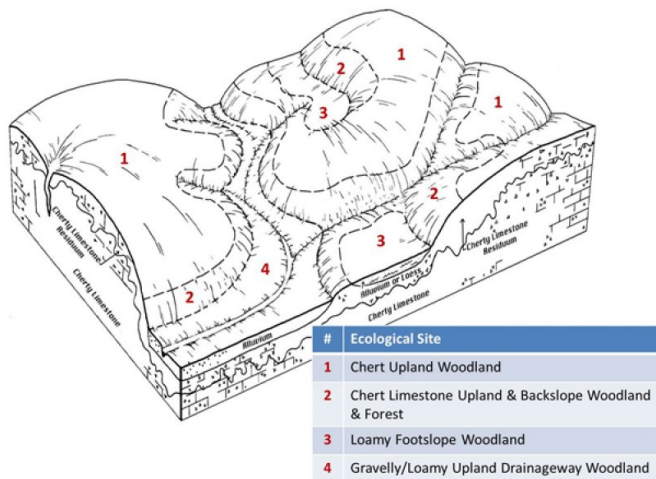 1
2
1
3
1
1
2
3
4
2
Cherty Limestone
Residuum
Cherty Limestone
Cherty Limestone
Residuum
Alluvium or Loess
Cherty Limestone
Alluvium
# Ecological Site
1 Chert Upland Woodland
2 Chert Limestone Upland & Backslope Woodland
& Forest
3 Loamy Footslope Woodland
4 Gravelly/Loamy Upland Drainageway Woodland